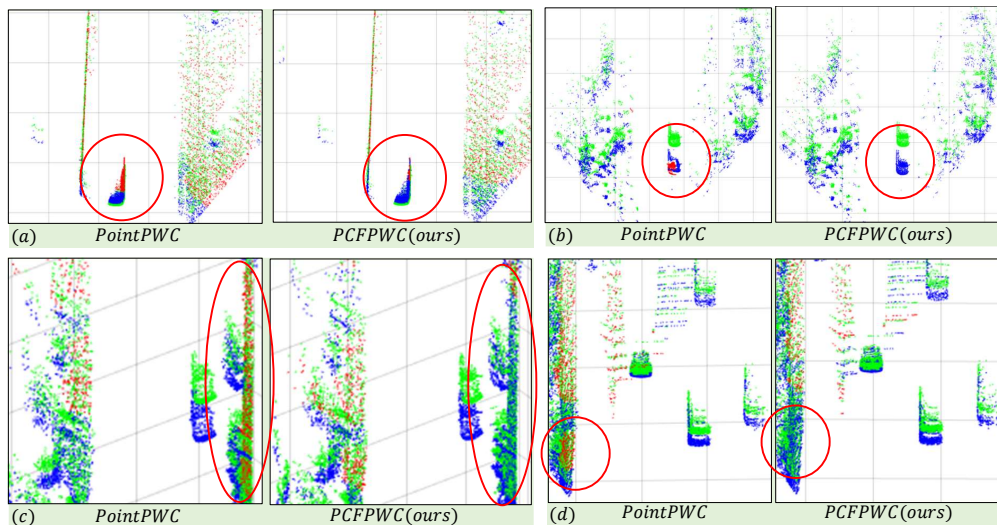 (a) PointPWC PCFPWC(ours)
(b) PointPWC PCFPWC(ours)
(c) PointPWC PCFPWC(ours)
(d) PointPWC PCFPWC(ours)